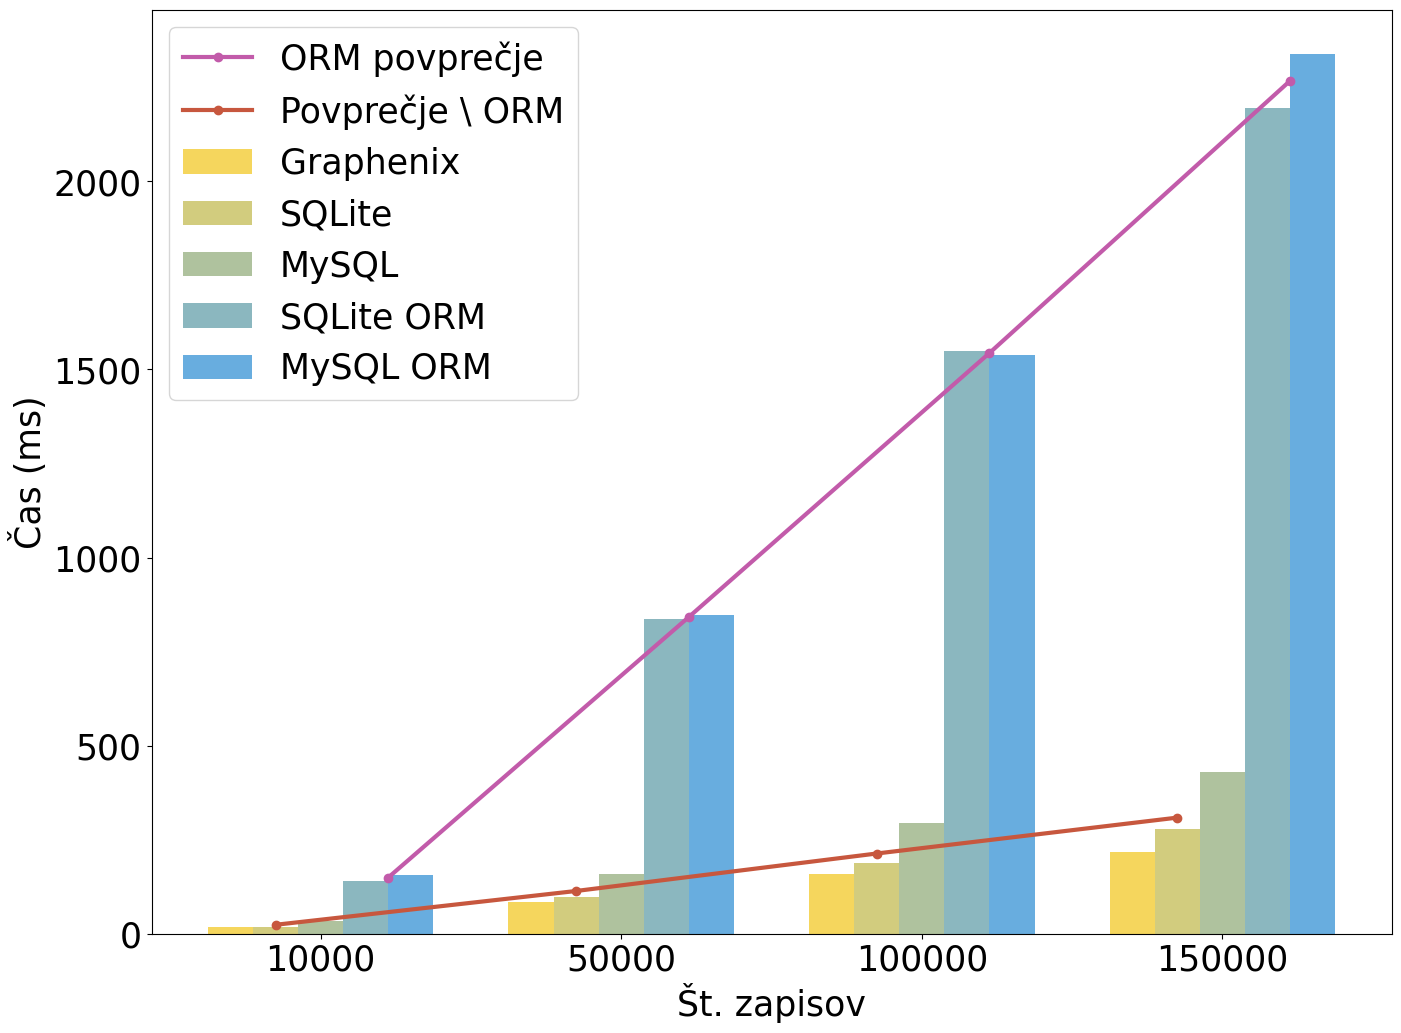 ORM povprečje
Povprečje \ ORM
Graphenix
SQLite
MySQL
SQLite ORM
MySQL ORM
2000
1500
1000
500
0
Čas (ms)
10000 50000 100000 150000
Št. zapisov